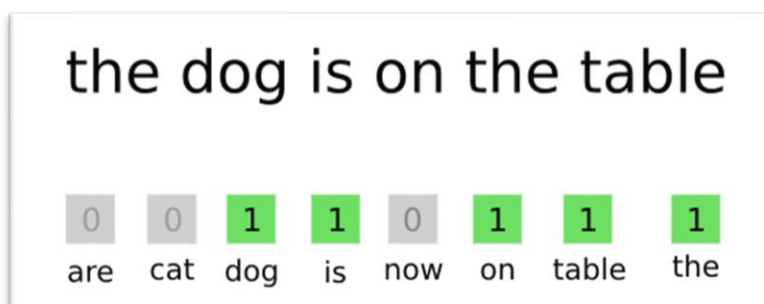 the dog is on the table
0 0 1 1 0 1 1 1
are cat dog is now on table the